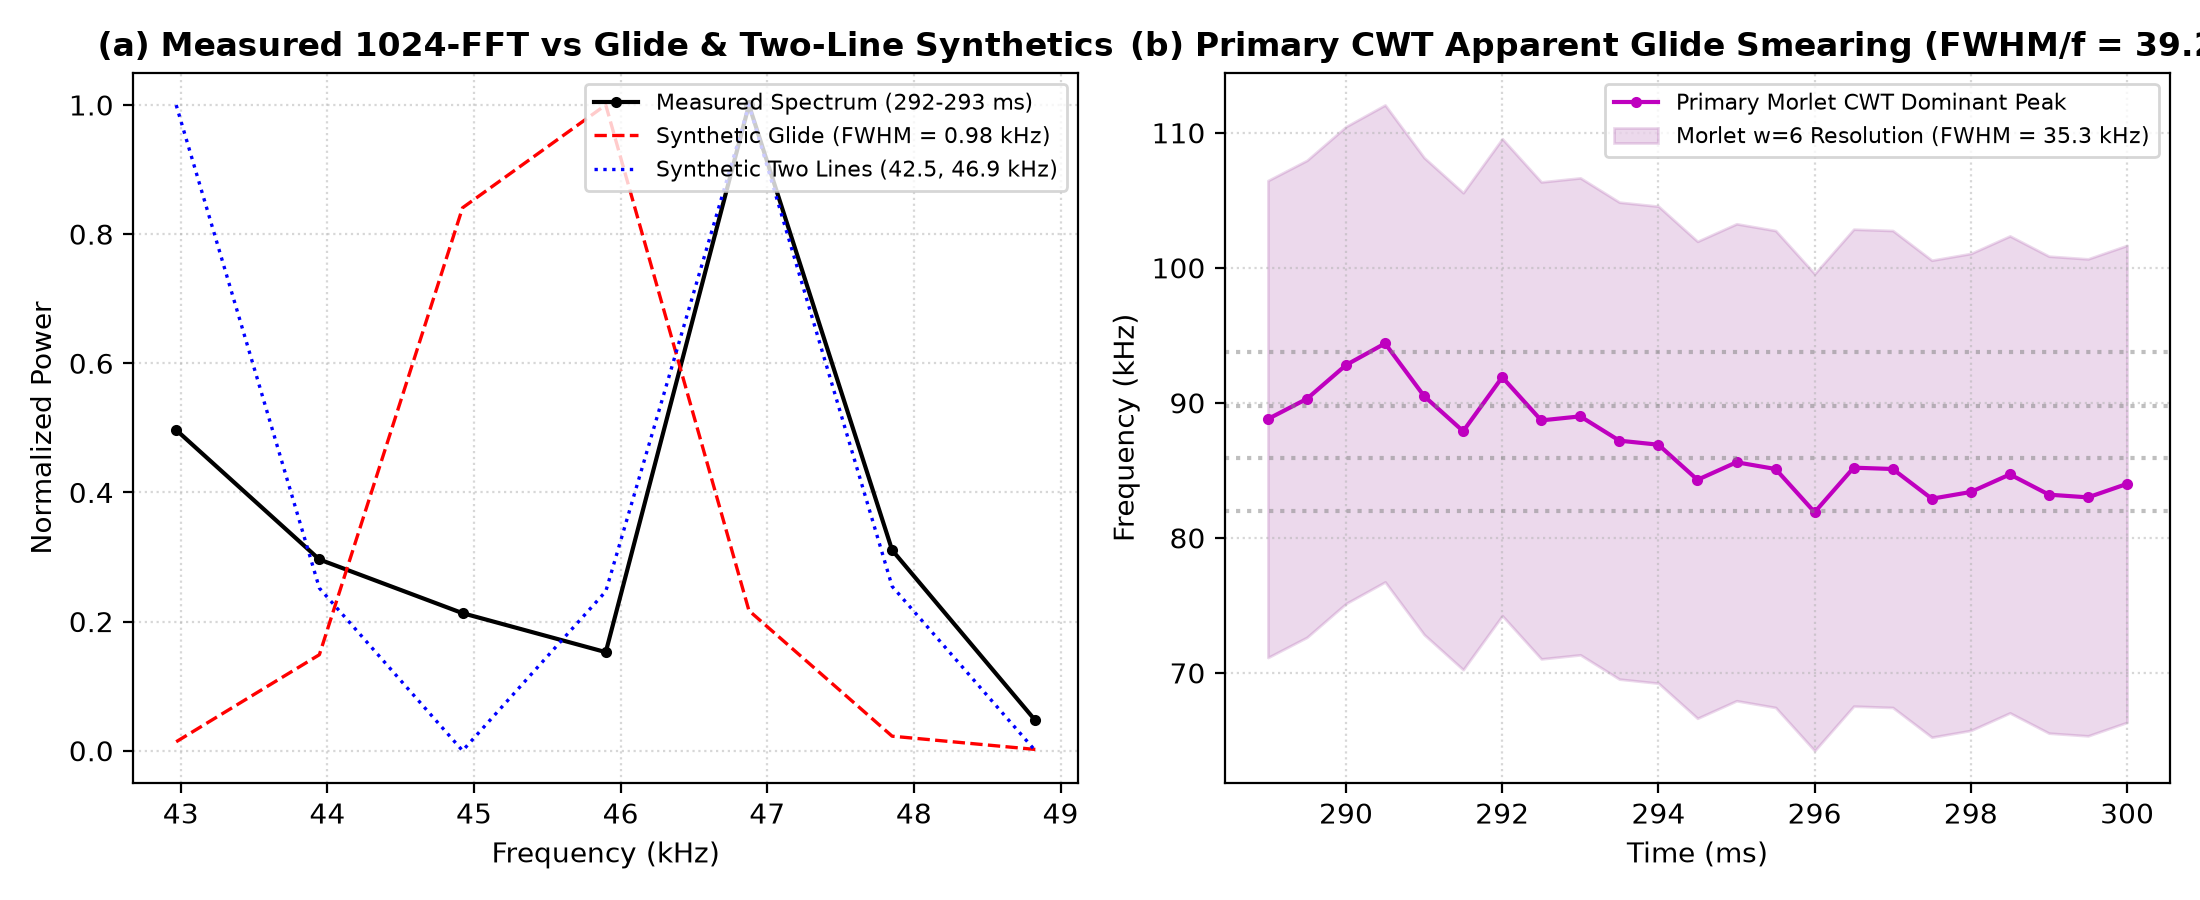 (a) Measured 1024-FFT vs Glide & Two-Line Synthetics
Normalized Power
1.0
0.8
0.6
0.4
0.2
0.0
Measured Spectrum (292-293 ms)
Synthetic Glide (FWHM = 0.98 kHz)
Synthetic Two Lines (42.5, 46.9 kHz)
43 44 45 46 47 48 49
Frequency (kHz)
(b) Primary CWT Apparent Glide Smearing (FWHM/f = 39.2
Frequency (kHz)
110
100
90
80
70
Primary Morlet CWT Dominant Peak
Morlet w=6 Resolution (FWHM = 35.3 kHz)
290 292 294 296 298 300
Time (ms)